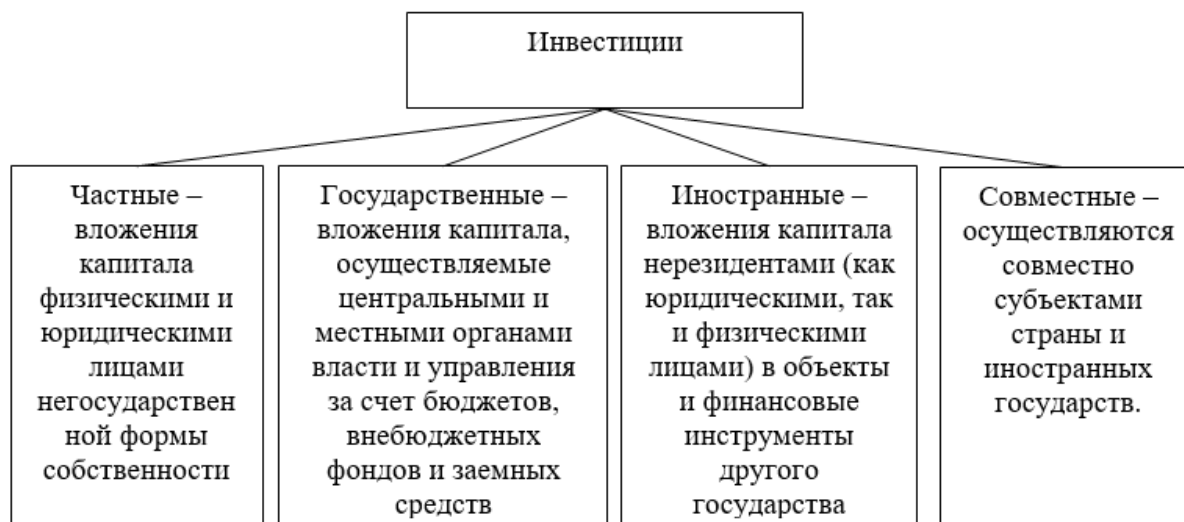 Инвестиции
Частные –
вложения
капитала
физическими и
юридическими
лицами
негосударствен
ной формы
собственности
Государственные –
вложения капитала,
осуществляемые
центральными и
местными органами
власти и управления
за счет бюджетов,
внебюджетных
фондов и заемных
средств
Иностранные –
вложения капитала
нерезидентами (как
юридическими, так
и физическими
лицами) в объекты
и финансовые
инструменты
другого
государства
Совместные –
осуществляются
совместно
субъектами
страны и
иностранных
государств.